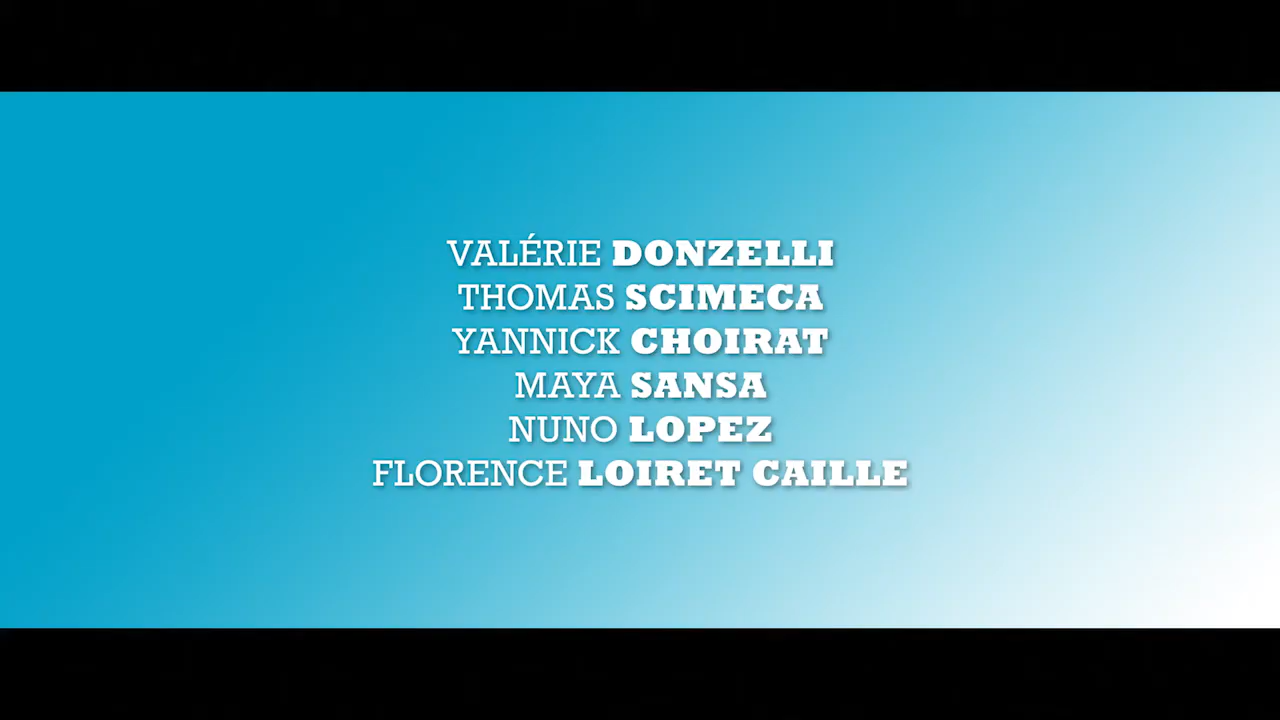 VALÉRIE DONZELLI
THOMAS SCIMECA
YANNICK CHOIRAT
MAYA SANSA
NUNO LOPEZ
FLORENCE LOIRET CAILLE